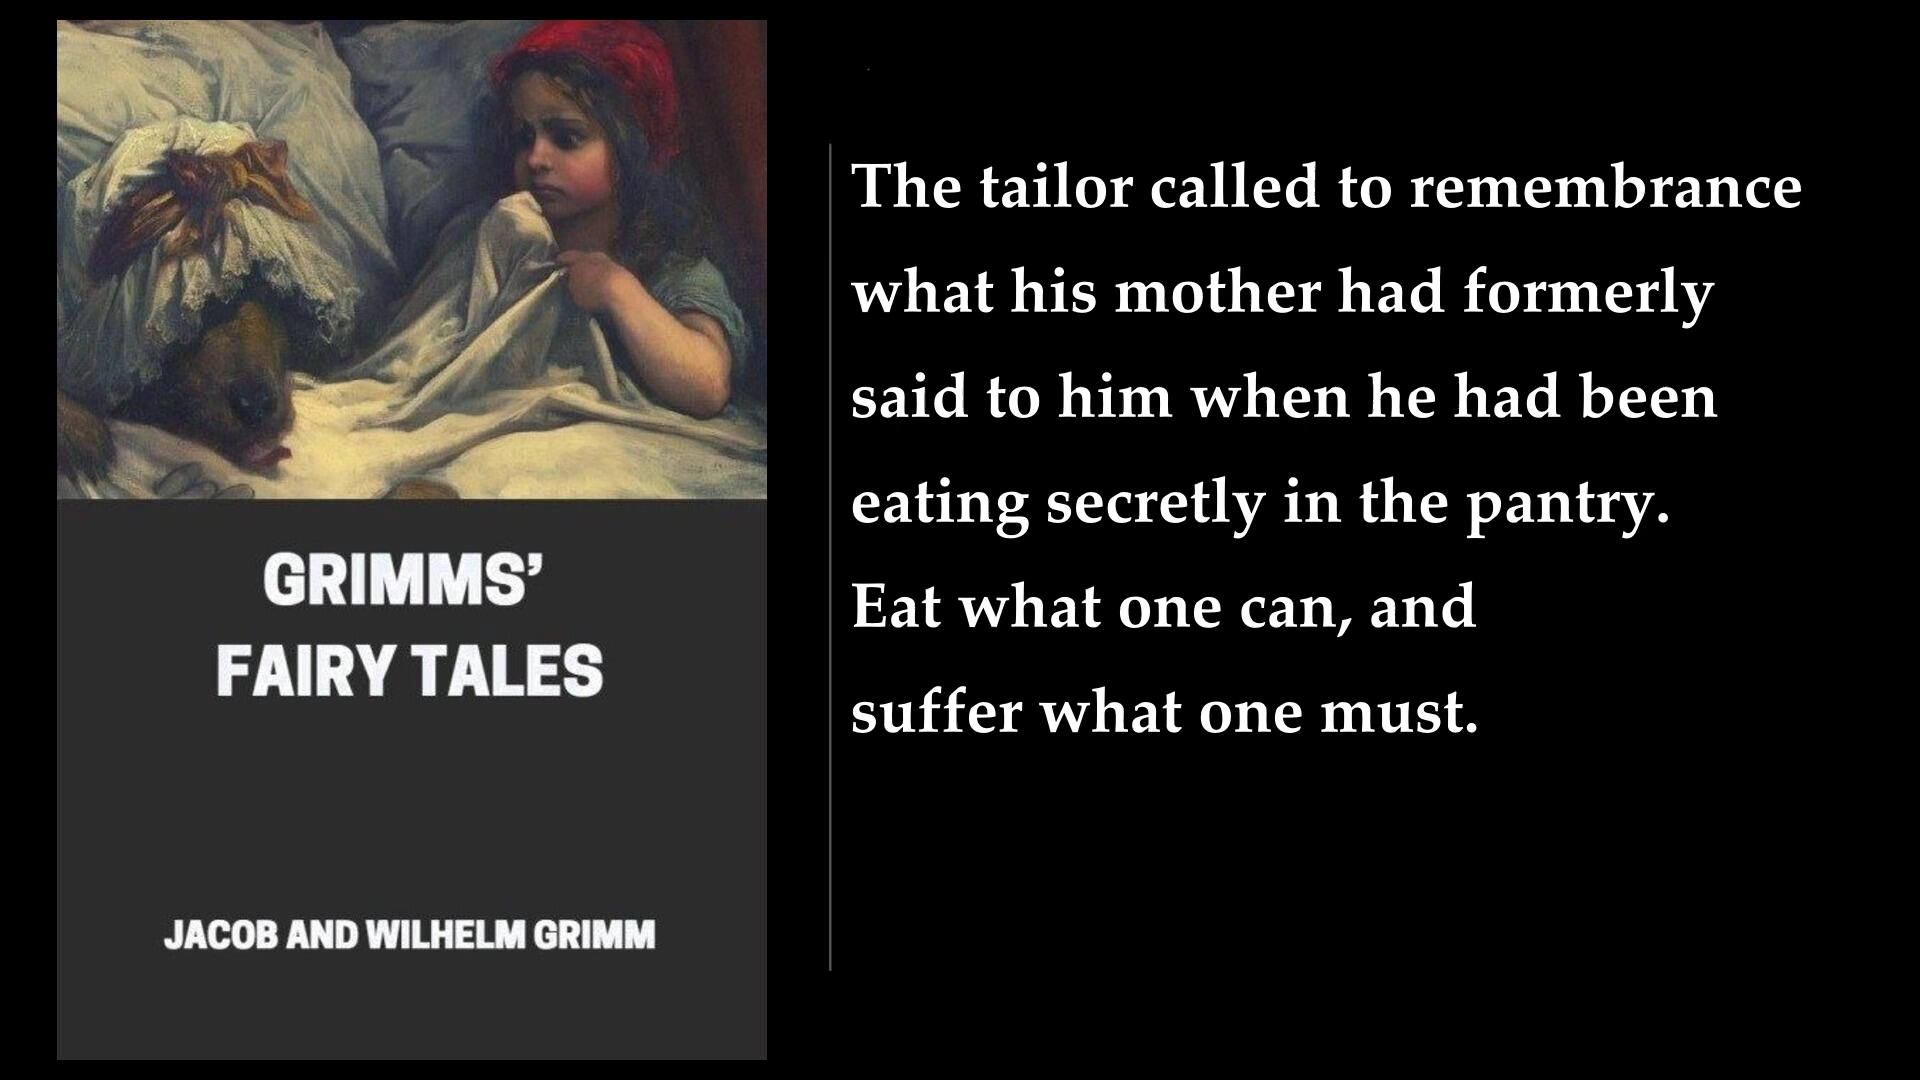 GRIMMS’
FAIRY TALES
JACOB AND WILHELM GRIMM
The tailor called to remembrance
what his mother had formerly
said to him when he had been
eating secretly in the pantry.
Eat what one can, and
suffer what one must.